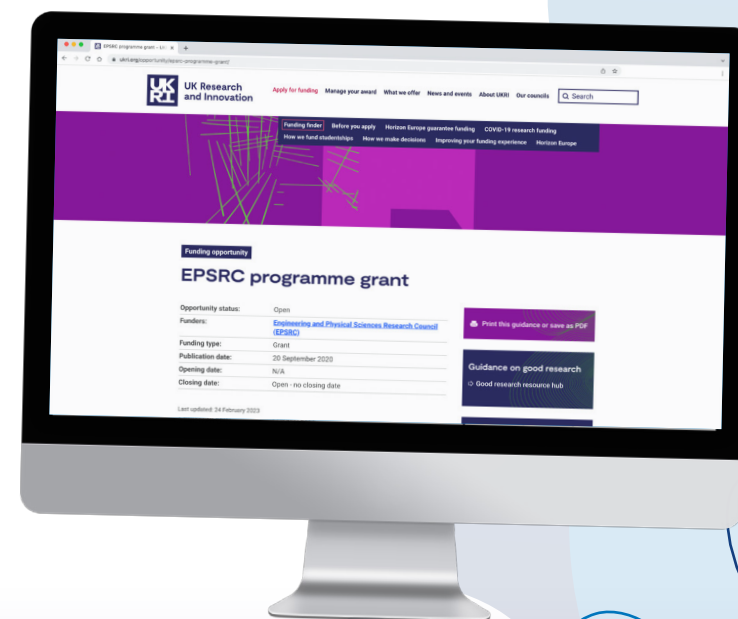 EPSRC programme grant – UKRI
ukri.org/opportunity/epsrc-programme-grant/
UK
RI
UK Research
and Innovation
Apply for funding Manage your award What we offer News and events About UKRI Our councils Search
Funding finder Before you apply Horizon Europe guarantee funding COVID-19 research funding
How we fund studentships How we make decisions Improving your funding experience Horizon Europe
Funding opportunity
EPSRC programme grant
Opportunity status: Open
Funders: Engineering and Physical Sciences Research Council
(EPSRC)
Funding type: Grant
Publication date: 20 September 2020
Opening date: N/A
Closing date: Open - no closing date
Last updated: 24 February 2023
Print this guidance or save as PDF
Guidance on good research
Good research resource hub